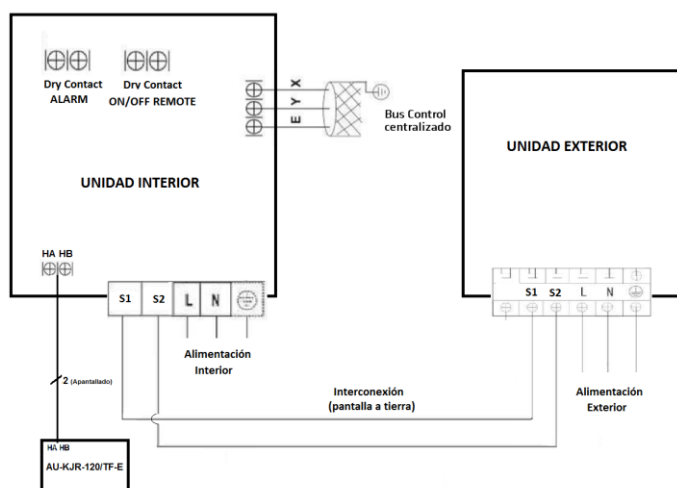 Dry Contact
ALARM
Dry Contact
ON/OFF REMOTE
X
Y
E
Bus Control
centralizado
UNIDAD INTERIOR
UNIDAD EXTERIOR
HA HB
S1 S2 L N
S1 S2 L N
Alimentación
Interior
2 (Apantallado)
Interconexión
(pantalla a tierra)
Alimentación
Exterior
HA HB
AU-KJR-120/TF-E